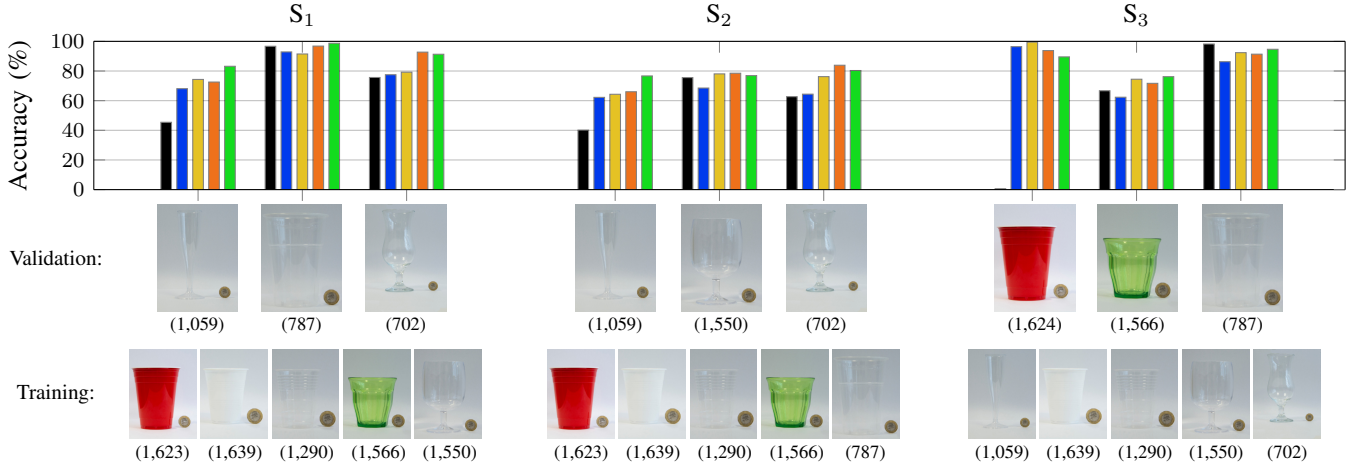 S1 S2 S3
Accuracy (%)
100
80
60
40
20
0
Validation:
(1,059) (787) (702) (1,059) (1,550) (702) (1,624) (1,566) (787)
Training:
(1,623) (1,639) (1,290) (1,566) (1,550) (1,623) (1,639) (1,290) (1,566) (787) (1,059) (1,639) (1,290) (1,550) (702)